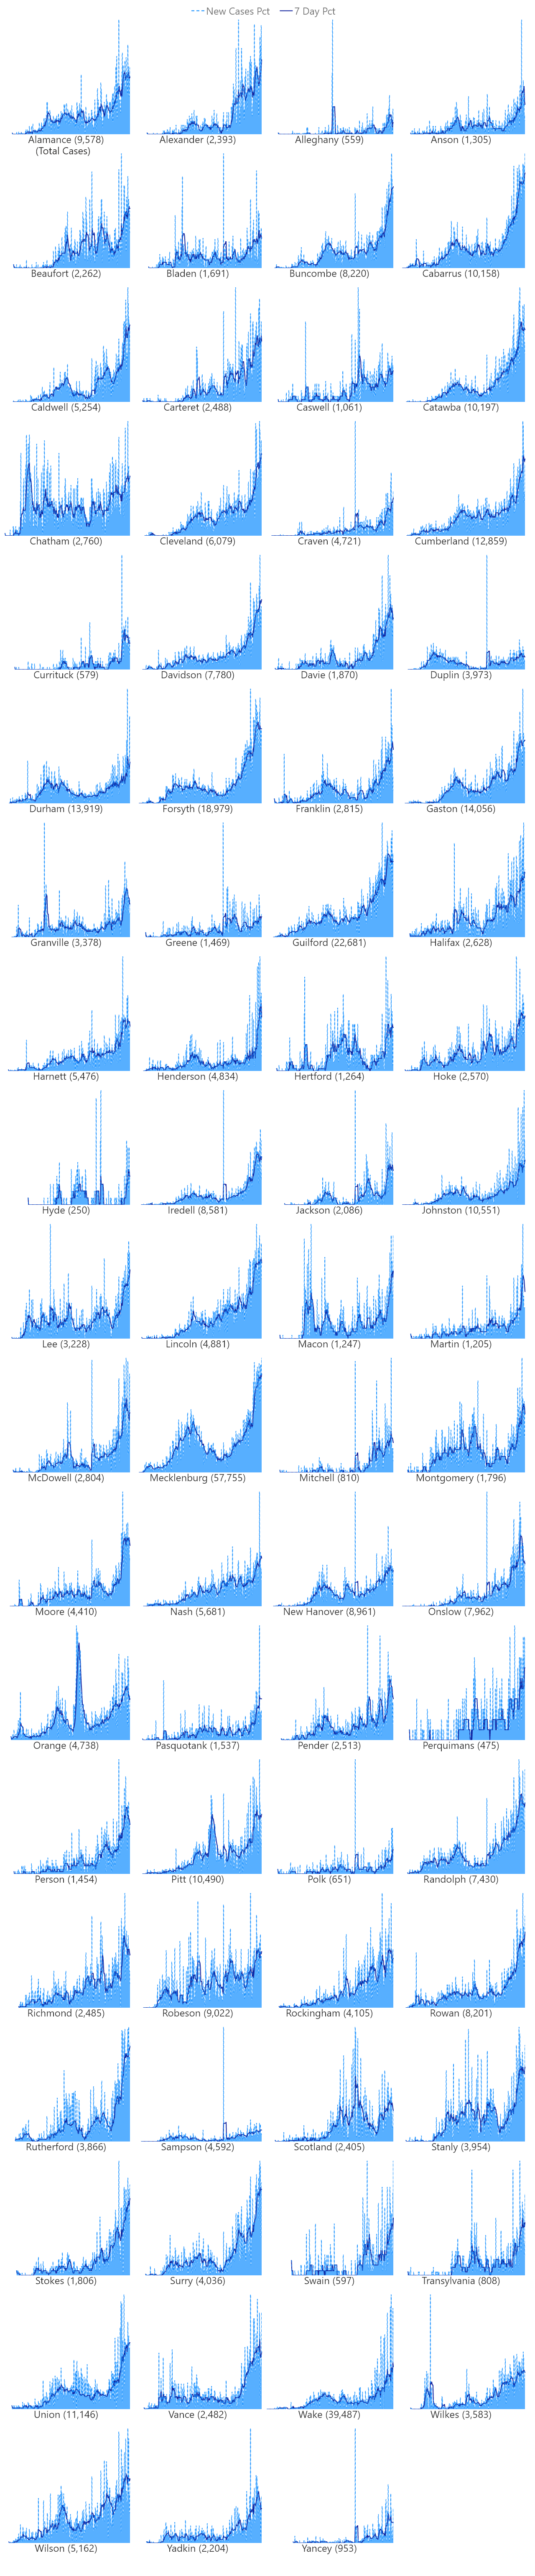 New Cases Pct 7 Day Pct
Alamance (9,578) Alexander (2,393) Alleghany (559) Anson (1,305)
(Total Cases)
Beaufort (2,262) Bladen (1,691) Buncombe (8,220) Cabarrus (10,158)
Caldwell (5,254) Carteret (2,488) Caswell (1,061) Catawba (10,197)
Chatham (2,760) Cleveland (6,079) Craven (4,721) Cumberland (12,859)
Currituck (579) Davidson (7,780) Davie (1,870) Duplin (3,973)
Durham (13,919) Forsyth (18,979) Franklin (2,815) Gaston (14,056)
Granville (3,378) Greene (1,469) Guilford (22,681) Halifax (2,628)
Harnett (5,476) Henderson (4,834) Hertford (1,264) Hoke (2,570)
Hyde (250) Iredell (8,581) Jackson (2,086) Johnston (10,551)
Lee (3,228) Lincoln (4,881) Macon (1,247) Martin (1,205)
McDowell (2,804) Mecklenburg (57,755) Mitchell (810) Montgomery (1,796)
Moore (4,410) Nash (5,681) New Hanover (8,961) Onslow (7,962)
Orange (4,738) Pasquotank (1,537) Pender (2,513) Perquimans (475)
Person (1,454) Pitt (10,490) Polk (651) Randolph (7,430)
Richmond (2,485) Robeson (9,022) Rockingham (4,105) Rowan (8,201)
Rutherford (3,866) Sampson (4,592) Scotland (2,405) Stanly (3,954)
Stokes (1,806) Surry (4,036) Swain (597) Transylvania (808)
Union (11,146) Vance (2,482) Wake (39,487) Wilkes (3,583)
Wilson (5,162) Yadkin (2,204) Yancey (953)